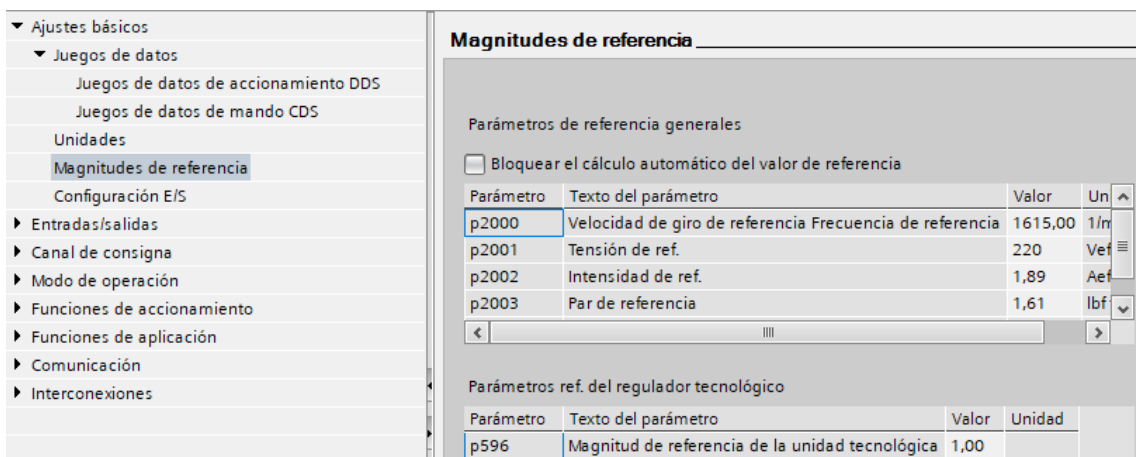 Ajustes básicos
Juegos de datos
Juegos de datos de accionamiento DDS
Juegos de datos de mando CDS
Unidades
Magnitudes de referencia
Configuración E/S
Entradas/salidas
Canal de consigna
Modo de operación
Funciones de accionamiento
Funciones de aplicación
Comunicación
Interconexiones
Magnitudes de referencia
Parámetros de referencia generales
Bloquear el cálculo automático del valor de referencia
Parámetro Texto del parámetro Valor Un
p2000 Velocidad de giro de referencia Frecuencia de referencia 1615,00 1/m
p2001 Tensión de ref. 220 Vef
p2002 Intensidad de ref. 1,89 Aef
p2003 Par de referencia 1,61 lbf
Parámetros ref. del regulador tecnológico
Parámetro Texto del parámetro Valor Unidad
p596 Magnitud de referencia de la unidad tecnológica 1,00